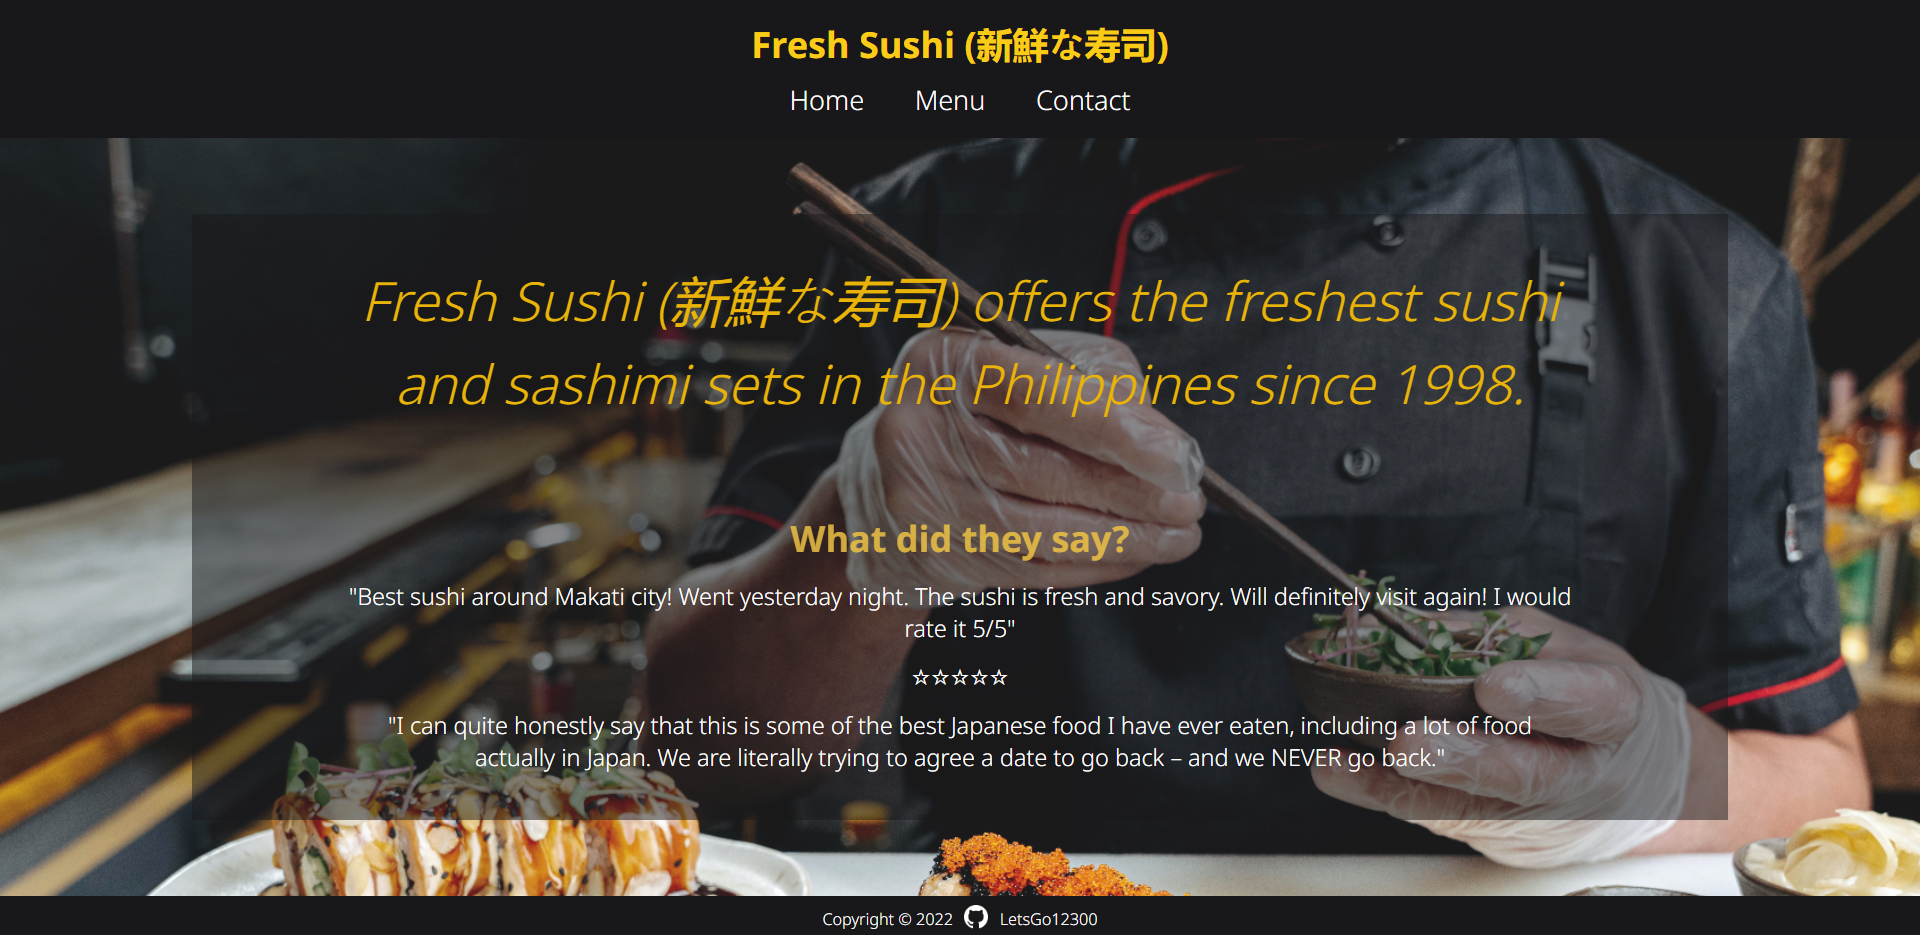 Fresh Sushi (新鮮な寿司)
Home Menu Contact
Fresh Sushi (新鮮な寿司) offers the freshest sushi
and sashimi sets in the Philippines since 1998.
What did they say?
"Best sushi around Makati city! Went yesterday night. The sushi is fresh and savory. Will definitely visit again! I would
rate it 5/5"
☆☆☆☆☆
"I can quite honestly say that this is some of the best Japanese food I have ever eaten, including a lot of food
actually in Japan. We are literally trying to agree a date to go back – and we NEVER go back."
Copyright © 2022 LetsGo12300